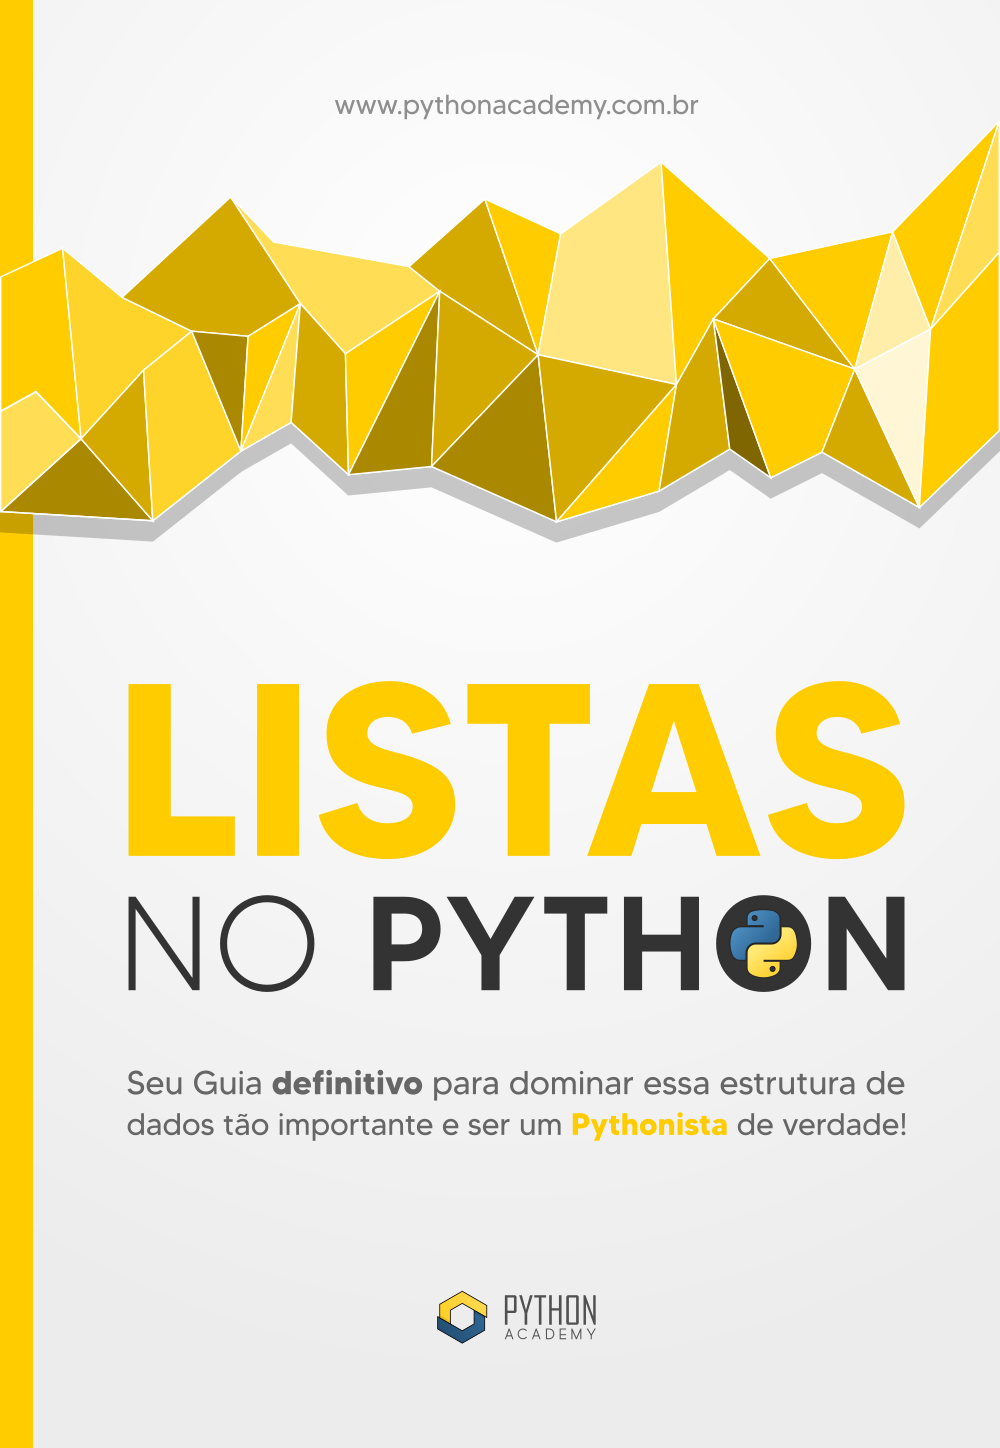 www.pythonacademy.com.br
LISTAS
NO PYTHON
Seu Guia definitivo para dominar essa estrutura de
dados tão importante e ser um Pythonista de verdade!
PYTHON
ACADEMY